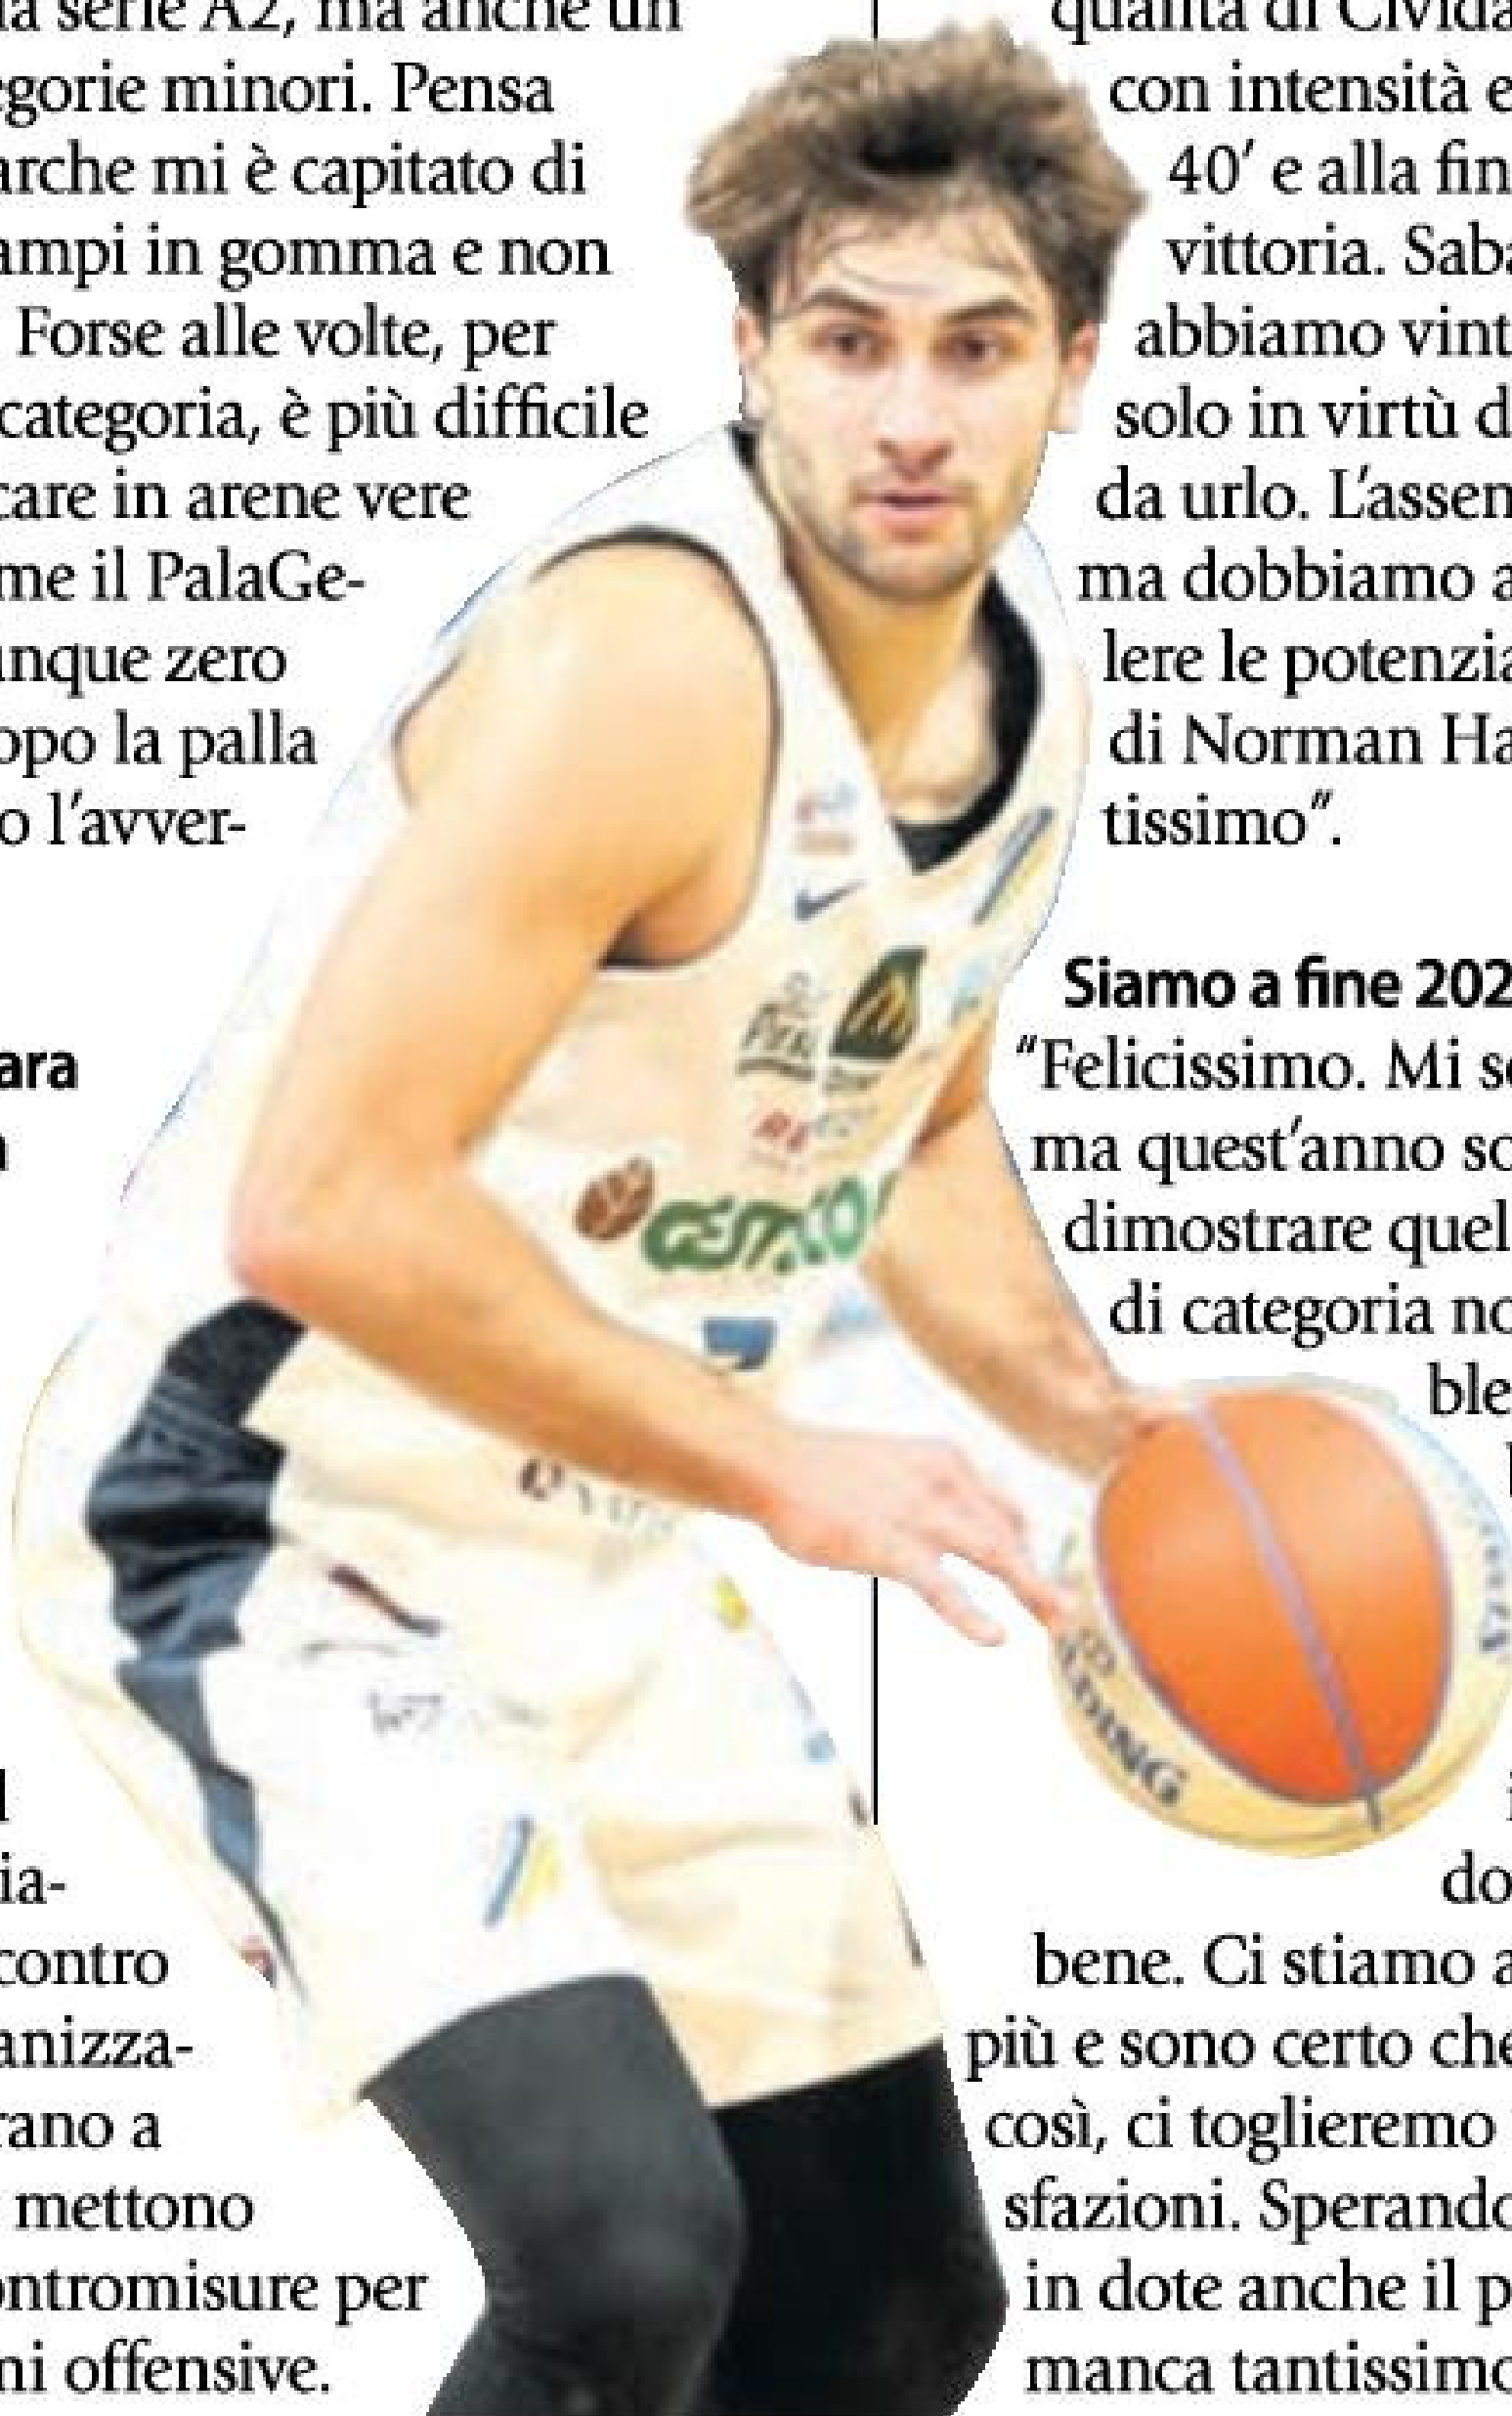 la serie A2, ma anche un
egorie minori. Pensa
arche mi è capitato di
ampi in gomma e non
Forse alle volte, per
categoria, è più difficile
care in arene vere
me il PalaGe-
unque zero
opo la palla
o l'avver-
ara
contro
anizza-
rano a
mettono
ontromisure per
ni offensive.
qualità di Civida
con intensità e
40' e alla fin
vittoria. Saba
abbiamo vint
solo in virtù d
da urlo. L'assen
ma dobbiamo a
lere le potenzia
di Norman Ha
tissimo".
Siamo a fine 202
"Felicissimo. Mi se
ma quest'anno so
dimostrare quel
di categoria no
ble
do
bene. Ci stiamo a
più e sono certo che
così, ci toglieremo
sfazioni. Sperando
in dote anche il p
manca tantissimo